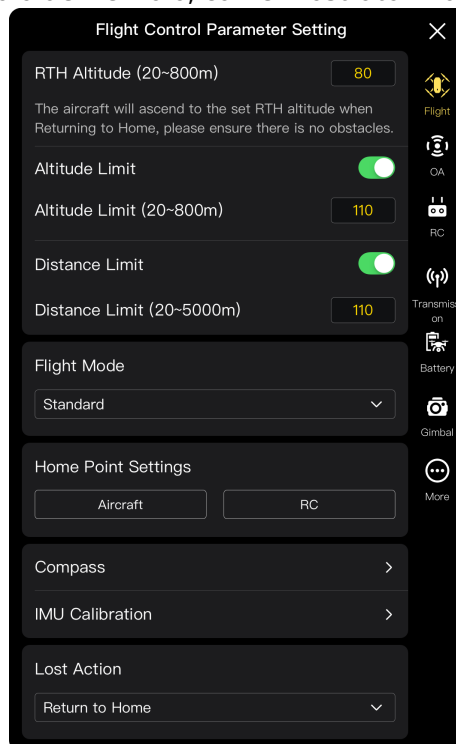 Flight Control Parameter Setting
RTH Altitude (20~800m)
80
The aircraft will ascend to the set RTH altitude when
Returning to Home, please ensure there is no obstacles.
Altitude Limit
Altitude Limit (20~800m)
110
Distance Limit
Distance Limit (20~5000m)
110
Flight Mode
Standard
Home Point Settings
Aircraft
RC
Compass
IMU Calibration
Lost Action
Return to Home
Flight
OA
RC
Transmissi
on
Battery
Gimbal
More